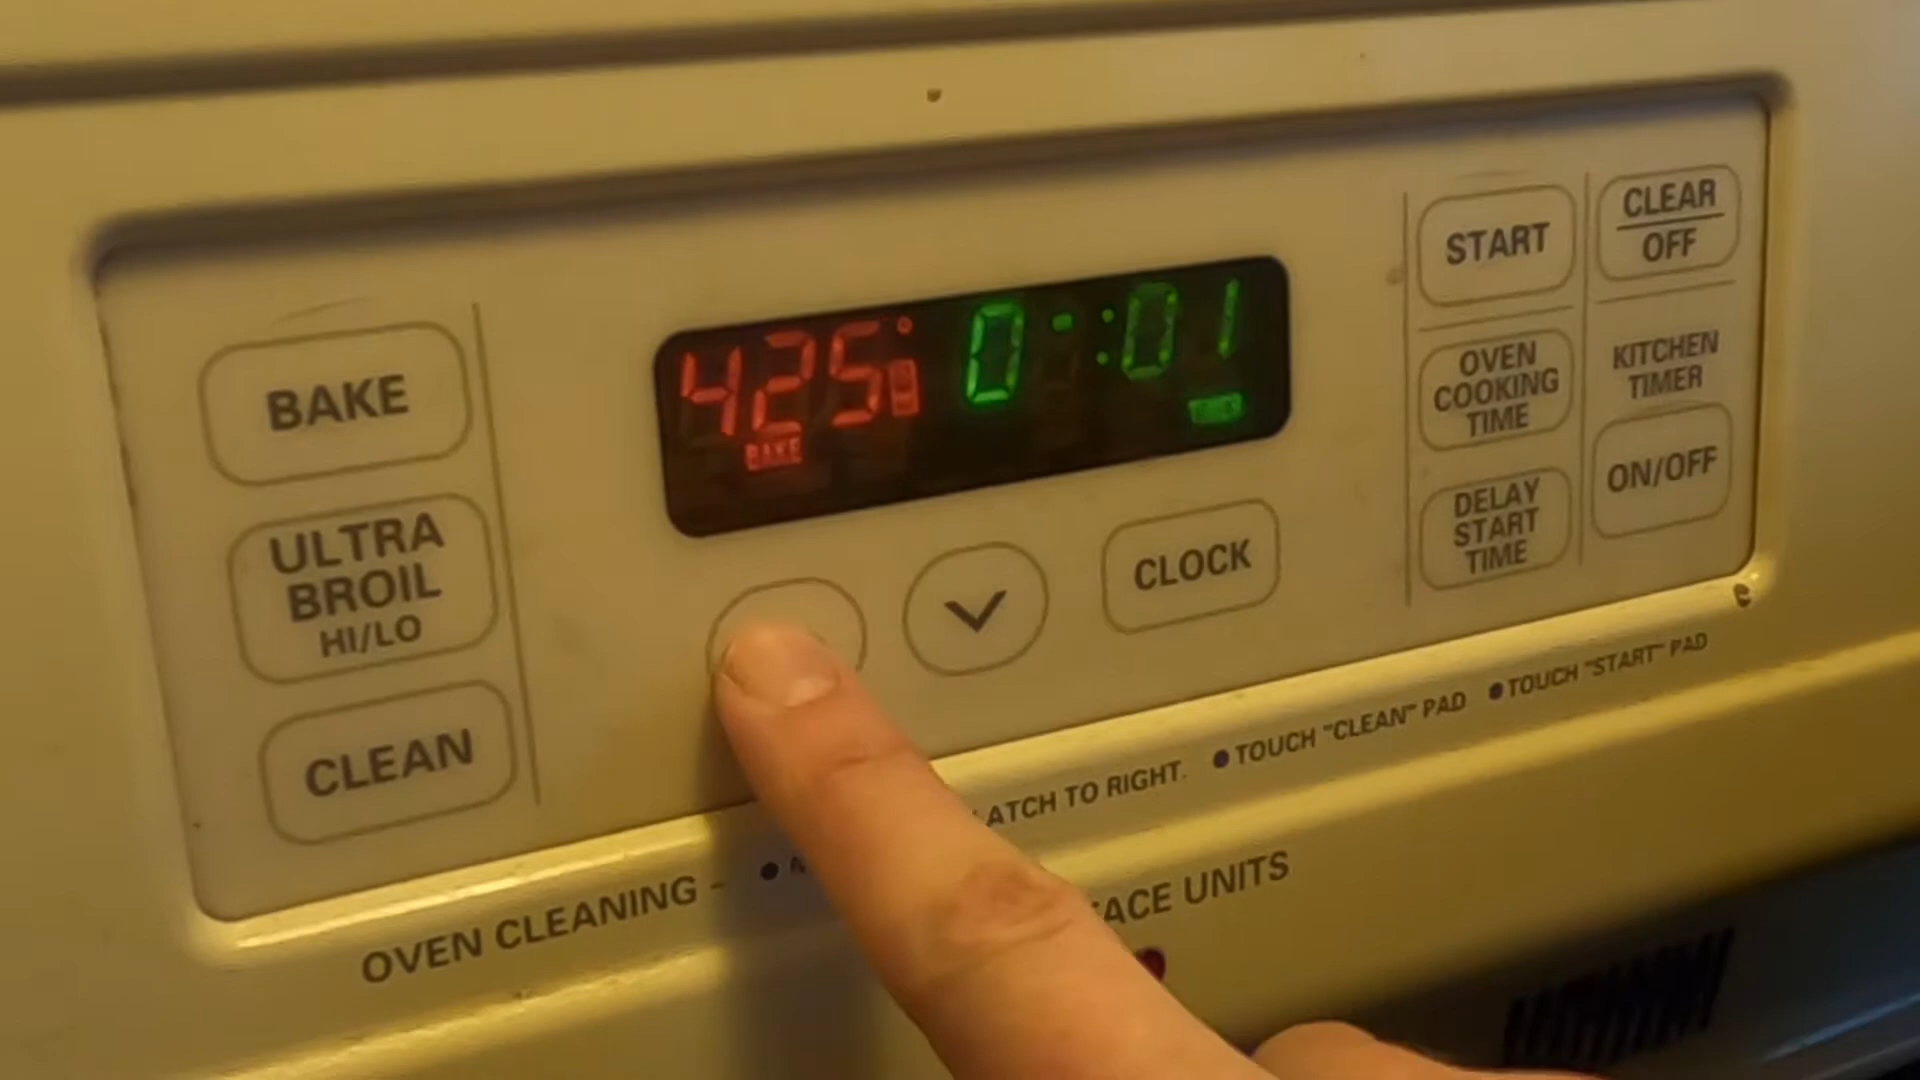 BAKE
ULTRA
BROIL
HI/LO
CLEAN
425°
BAKE
0:01
TIMER
CLOCK
START
CLEAR
OFF
OVEN
COOKING
TIME
KITCHEN
TIMER
DELAY
START
TIME
ON/OFF
OVEN CLEANING - • ATCH TO RIGHT. • TOUCH "CLEAN" PAD • TOUCH "START" PAD
FACE UNITS